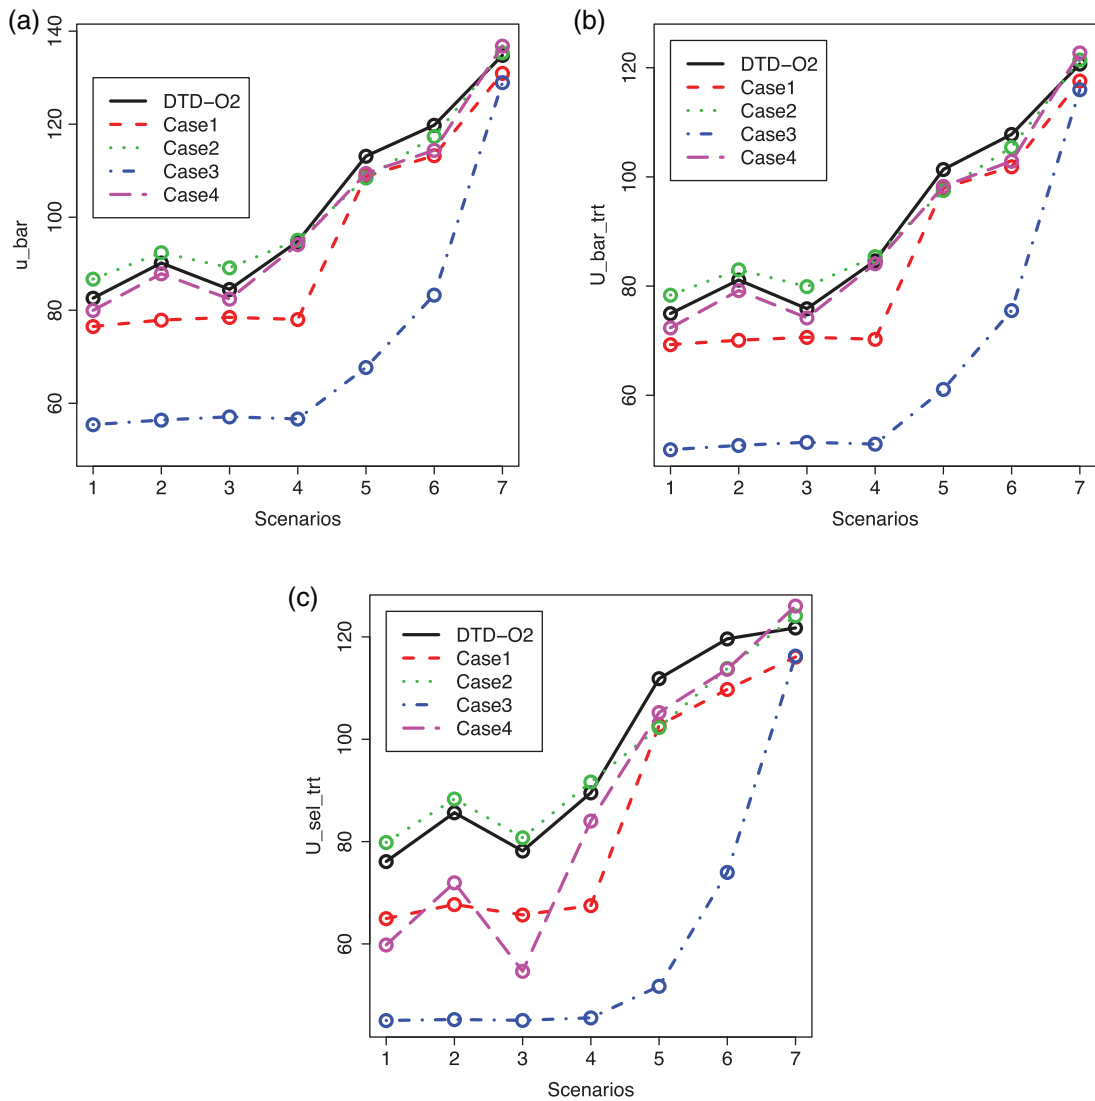 (a)
u_bar
140
120
100
80
60
DTD-O2
Case1
Case2
Case3
Case4
1 2 3 4 5 6 7
Scenarios
(b)
U_bar_trt
120
100
80
60
DTD-O2
Case1
Case2
Case3
Case4
1 2 3 4 5 6 7
Scenarios
(c)
U_sel_trt
120
100
80
60
DTD-O2
Case1
Case2
Case3
Case4
1 2 3 4 5 6 7
Scenarios